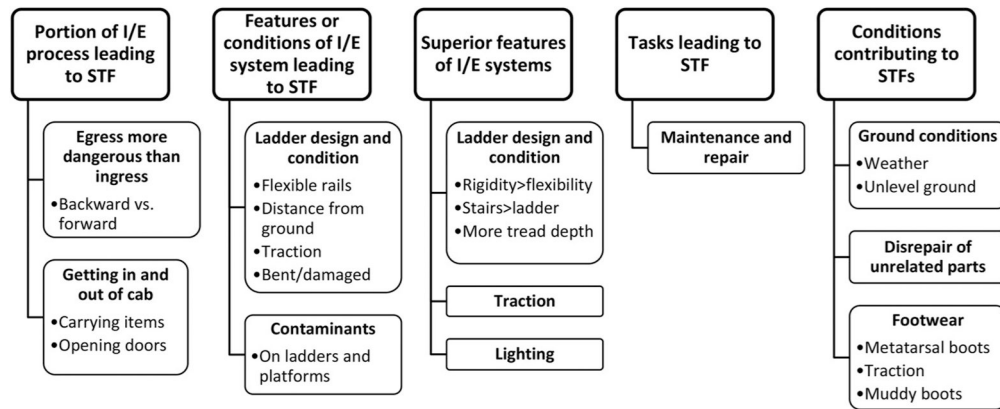 Portion of I/E
process leading
to STF
Egress more
dangerous than
ingress
•Backward vs.
forward
Getting in and
out of cab
•Carrying items
•Opening doors
Features or
conditions of I/E
system leading
to STF
Ladder design and
condition
•Flexible rails
•Distance from
ground
•Traction
•Bent/damaged
Contaminants
•On ladders and
platforms
Superior features
of I/E systems
Ladder design and
condition
•Rigidity>flexibility
•Stairs>ladder
•More tread depth
Traction
Lighting
Tasks leading to
STF
Maintenance and
repair
Conditions
contributing to
STFs
Ground conditions
•Weather
•Unlevel ground
Disrepair of
unrelated parts
Footwear
•Metatarsal boots
•Traction
•Muddy boots